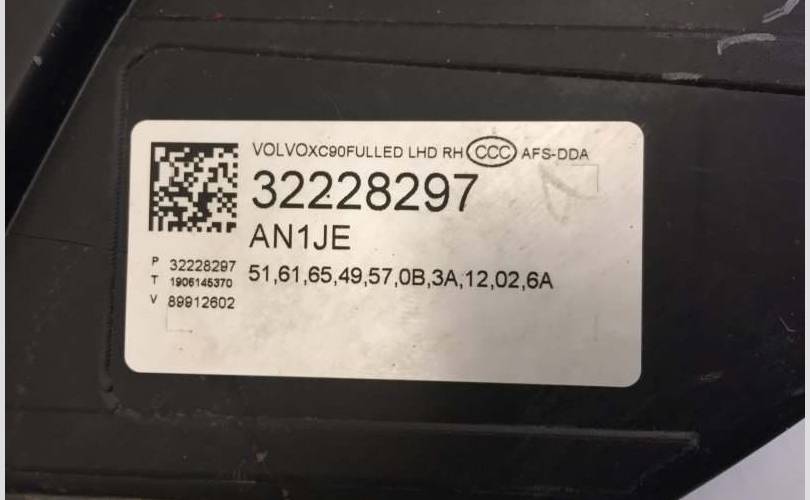 VOLVOXC90FULLED LHD RH CCC AFS-DDA
32228297
AN1JE
51,61,65,49,57,0B,3A,12,02,6A
P 32228297
T 1906145370
V 89912602